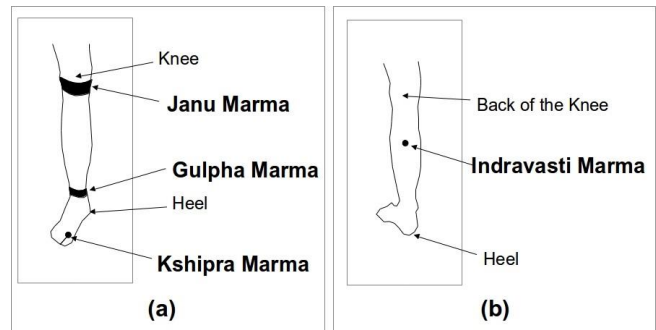 Knee
Janu Marma
Gulpha Marma
Heel
Kshipra Marma
(a)
Back of the Knee
Indravasti Marma
Heel
(b)